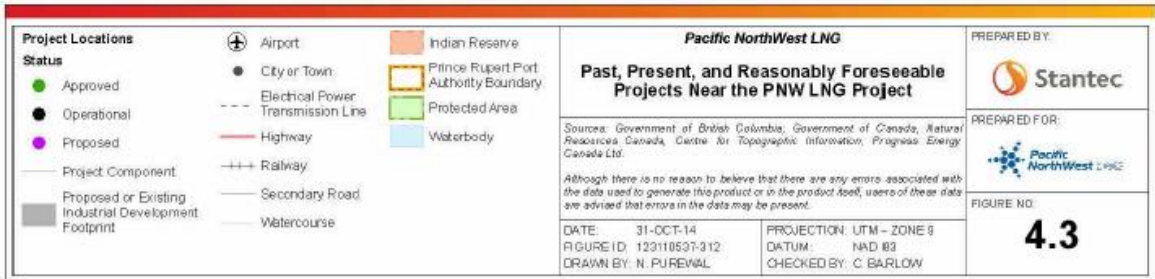 Project Locations
Status
Approved
Operational
Proposed
Project Component
Proposed or Existing
Industrial Development
Footprint
Airport
City or Town
Electrical Power
Transmission Line
Highway
Railway
Secondary Road
Watercourse
Indian Reserve
Prince Rupert Port
Authority Boundary
Protected Area
Waterbody
Pacific NorthWest LNG
Past, Present, and Reasonably Foreseeable
Projects Near the PNW LNG Project
Sources: Government of British Columbia; Government of Canada, Natural
Resources Canada, Centre for Topographic Information; Progress Energy
Canada Ltd.
Although there is no reason to believe that there are any errors associated with
the data used to generate this product or in the product itself, users of these data
are advised that errors in the data may be present.
DATE: 31-OCT-14
FIGURE ID: 123110537-312
DRAWN BY: N. PUREWAL
PROJECTION: UTM – ZONE 9
DATUM: NAD 83
CHECKED BY: C. BARLOW
PREPARED BY:
Stantec
PREPARED FOR:
Pacific
NorthWest LNG
FIGURE NO:
4.3